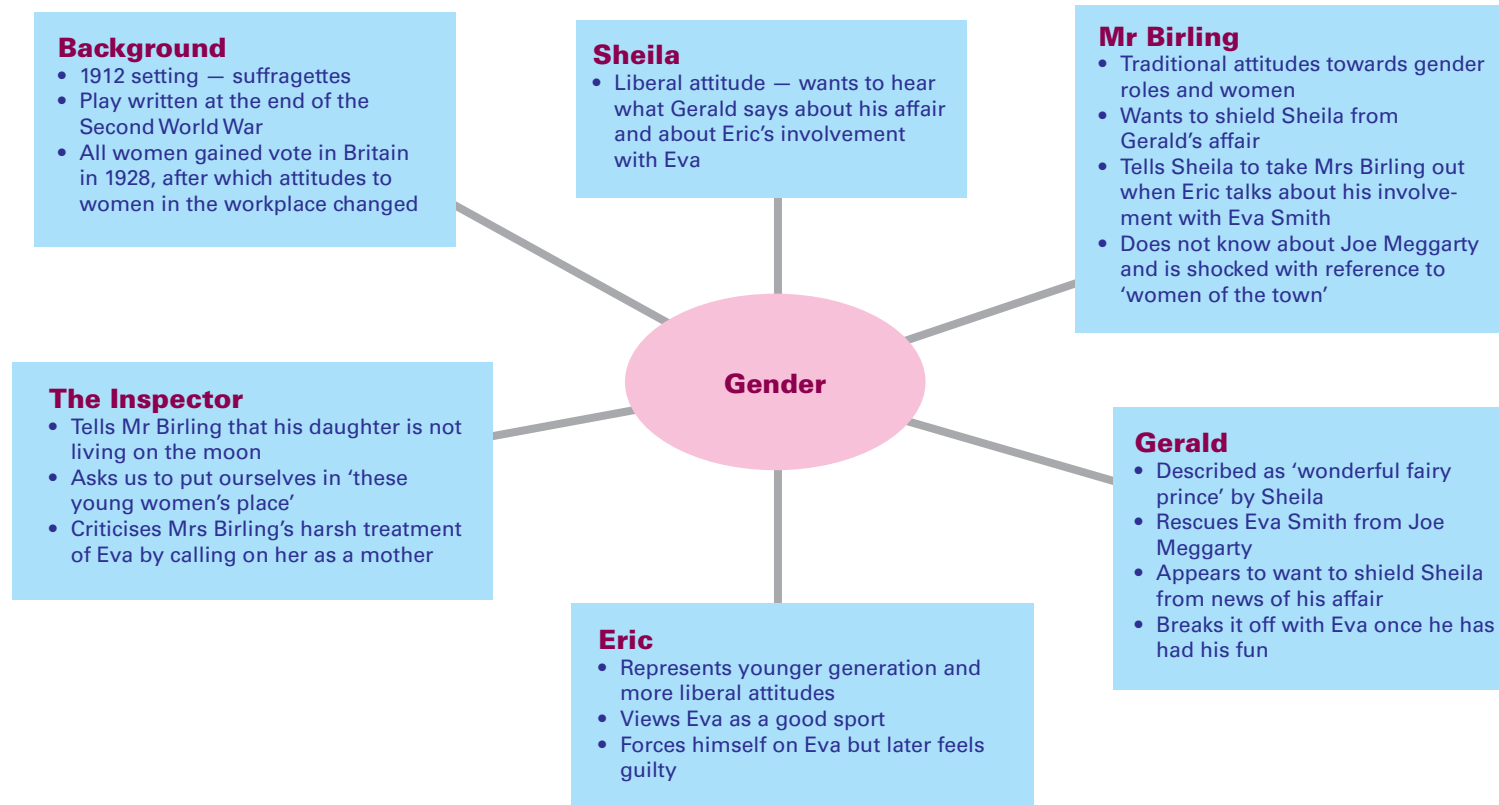 Background
• 1912 setting — suffragettes
• Play written at the end of the
Second World War
• All women gained vote in Britain
in 1928, after which attitudes to
women in the workplace changed
Sheila
• Liberal attitude — wants to hear
what Gerald says about his affair
and about Eric’s involvement
with Eva
Mr Birling
• Traditional attitudes towards gender
roles and women
• Wants to shield Sheila from
Gerald’s affair
• Tells Sheila to take Mrs Birling out
when Eric talks about his involve-
ment with Eva Smith
• Does not know about Joe Meggarty
and is shocked with reference to
‘women of the town’
Gender
The Inspector
• Tells Mr Birling that his daughter is not
living on the moon
• Asks us to put ourselves in ‘these
young women’s place’
• Criticises Mrs Birling’s harsh treatment
of Eva by calling on her as a mother
Gerald
• Described as ‘wonderful fairy
prince’ by Sheila
• Rescues Eva Smith from Joe
Meggarty
• Appears to want to shield Sheila
from news of his affair
• Breaks it off with Eva once he has
had his fun
Eric
• Represents younger generation and
more liberal attitudes
• Views Eva as a good sport
• Forces himself on Eva but later feels
guilty